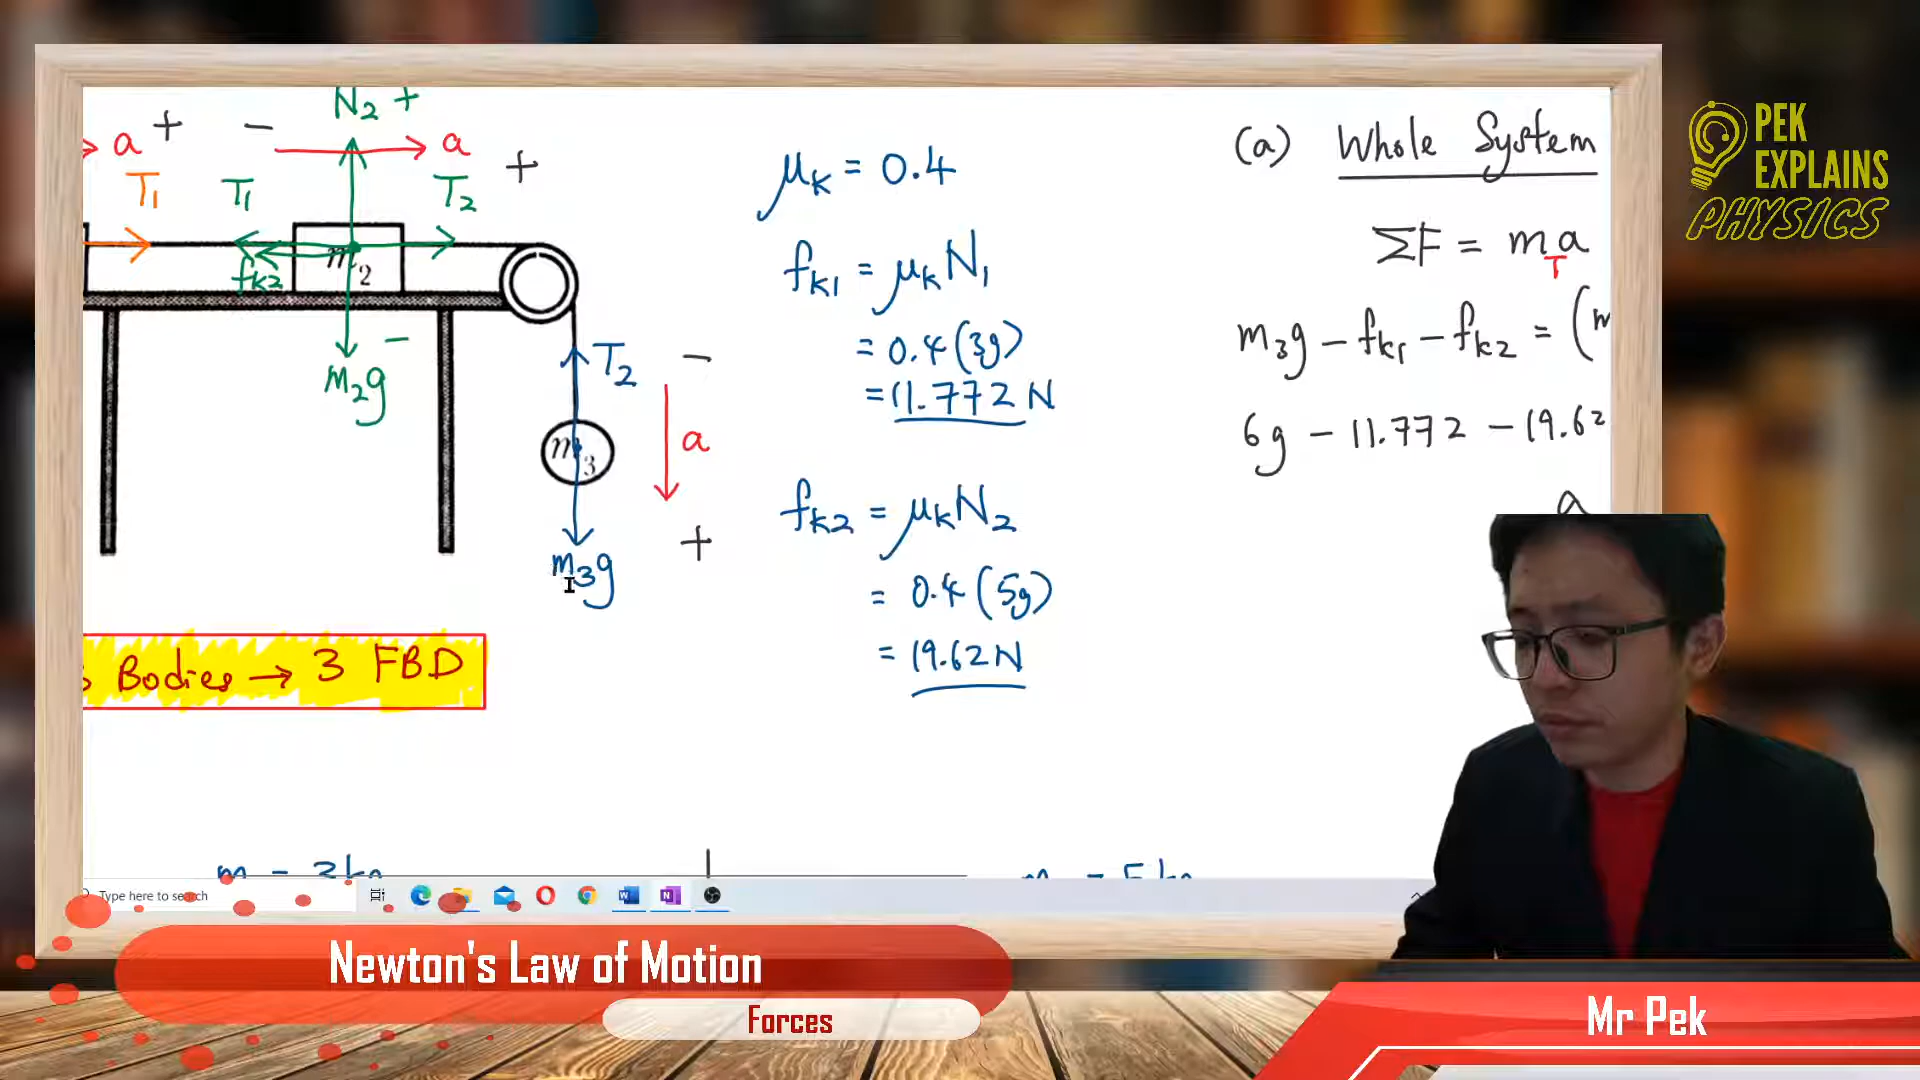 N₂ +
a + − a +
T₁ T₁ T₂
m₂
fk2
m₂g −
T₂ −
m₃
a
+
m₃g
Bodies → 3 FBD
μk = 0.4
fk1 = μkN₁
= 0.4(3g)
= 11.772 N
fk2 = μkN₂
= 0.4(5g)
= 19.62N
(a) Whole System
ΣF = mTa
m₃g − fk1 − fk2 = (m
6g − 11.772 − 19.62
a
PEK
EXPLAINS
PHYSICS
Type here to search
Newton's Law of Motion
Forces
Mr Pek